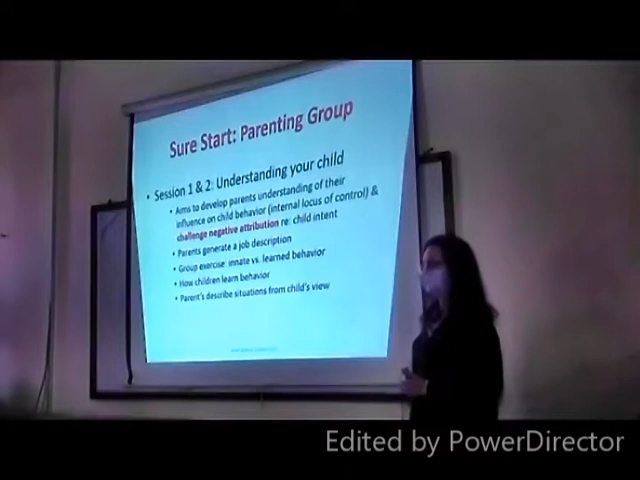 Sure Start: Parenting Group
• Session 1 & 2: Understanding your child
• Aims to develop parents understanding of their
influence on child behavior (internal locus of control) &
challenge negative attribution re: child intent
• Parents generate a job description
• Group exercise: innate vs. learned behavior
• How children learn behavior
• Parent's describe situations from child's view
Edited by PowerDirector